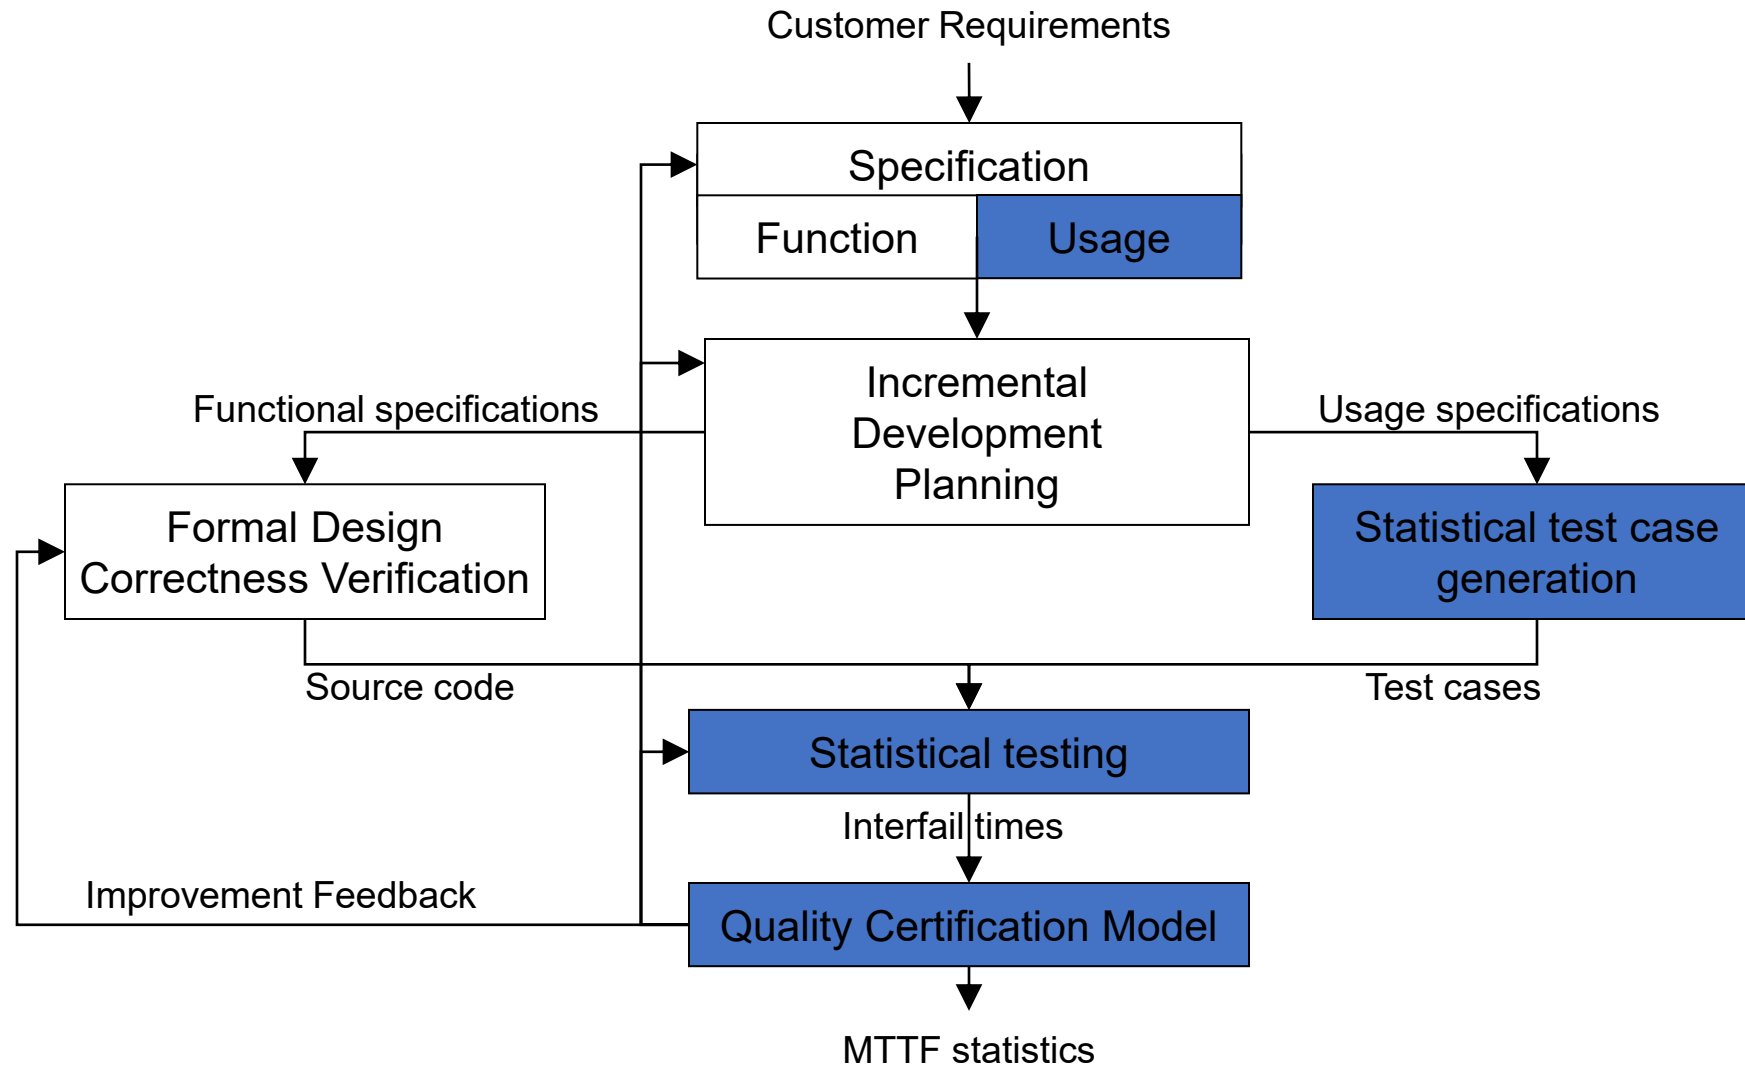 Customer Requirements
Specification
Function
Usage
Incremental
Development
Planning
Functional specifications
Usage specifications
Formal Design
Correctness Verification
Statistical test case
generation
Source code
Test cases
Statistical testing
Interfail times
Improvement Feedback
Quality Certification Model
MTTF statistics